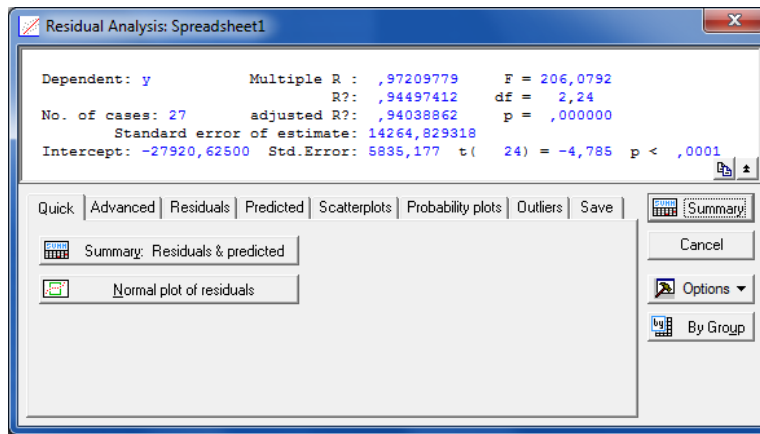 Residual Analysis: Spreadsheet1
x
Dependent: y Multiple R : ,97209779 F = 206,0792
R?: ,94497412 df = 2,24
No. of cases: 27 adjusted R?: ,94038862 p = ,000000
Standard error of estimate: 14264,829318
Intercept: -27920,62500 Std.Error: 5835,177 t( 24) = -4,785 p < ,0001
Quick Advanced Residuals Predicted Scatterplots Probability plots Outliers Save
SUMM Summary
SUMM Summary: Residuals & predicted
Cancel
Normal plot of residuals
Options
by By Group